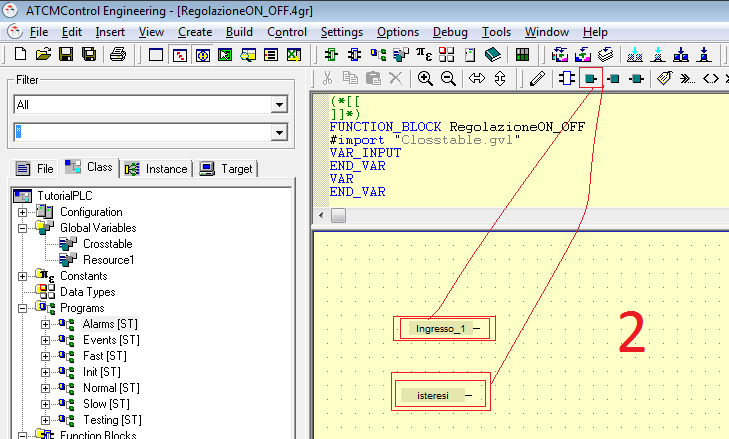 ATCMControl Engineering - [RegolazioneON_OFF.4gr]
File Edit Insert View Create Build Control Settings Objects Debug Tools Window Help
Filter
All
*
File Class Instance Target
TutorialPLC
Configuration
Global Variables
Crosstable
Resource1
Constants
Data Types
Programs
Alarms [ST]
Events [ST]
Fast [ST]
Init [ST]
Normal [ST]
Slow [ST]
Testing [ST]
Function Blocks
(*[[
]]*)
FUNCTION_BLOCK RegolazioneON_OFF
#import "Closstable.gvl"
VAR_INPUT
END_VAR
VAR
END_VAR
Ingresso_1
isteresi
2